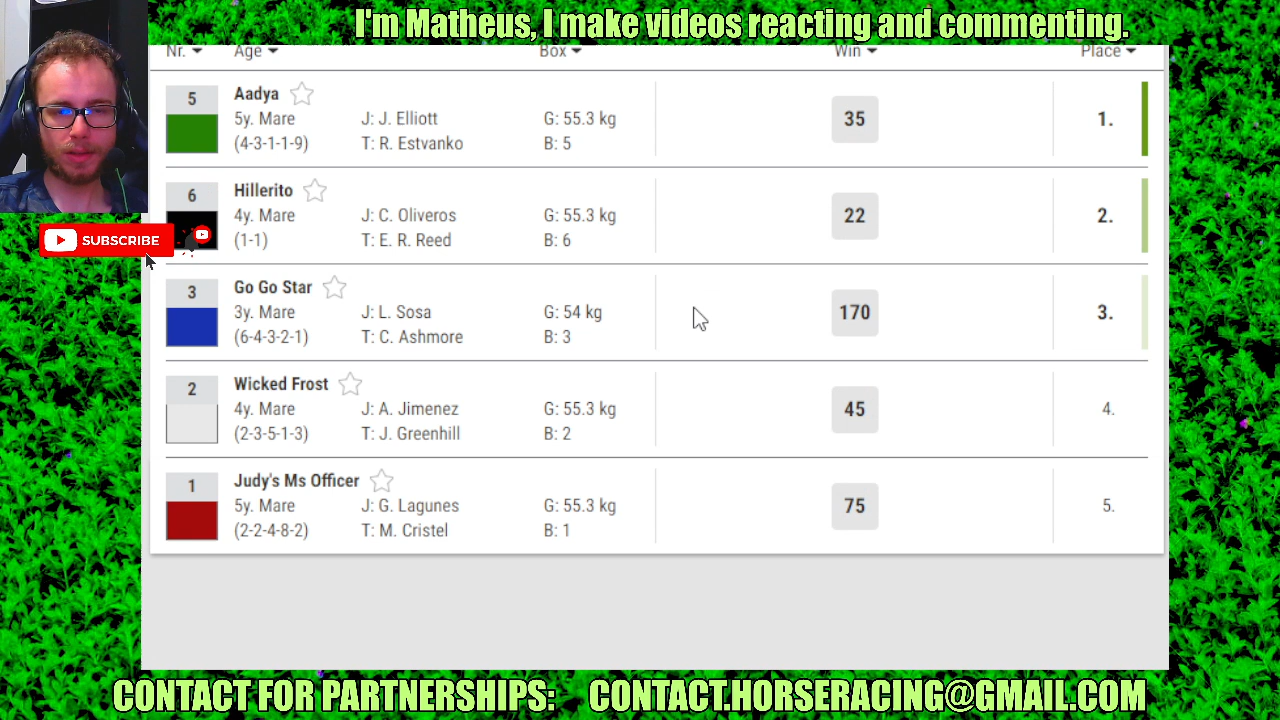 I'm Matheus, I make videos reacting and commenting.
Nr. Age Box Win Place
5 Aadya
5y. Mare J: J. Elliott G: 55.3 kg 35 1.
(4-3-1-1-9) T: R. Estvanko B: 5
6 Hillerito
4y. Mare J: C. Oliveros G: 55.3 kg 22 2.
(1-1) T: E. R. Reed B: 6
SUBSCRIBE
3 Go Go Star
3y. Mare J: L. Sosa G: 54 kg 170 3.
(6-4-3-2-1) T: C. Ashmore B: 3
2 Wicked Frost
4y. Mare J: A. Jimenez G: 55.3 kg 45 4.
(2-3-5-1-3) T: J. Greenhill B: 2
1 Judy's Ms Officer
5y. Mare J: G. Lagunes G: 55.3 kg 75 5.
(2-2-4-8-2) T: M. Cristel B: 1
CONTACT FOR PARTNERSHIPS: CONTACT.HORSERACING@GMAIL.COM